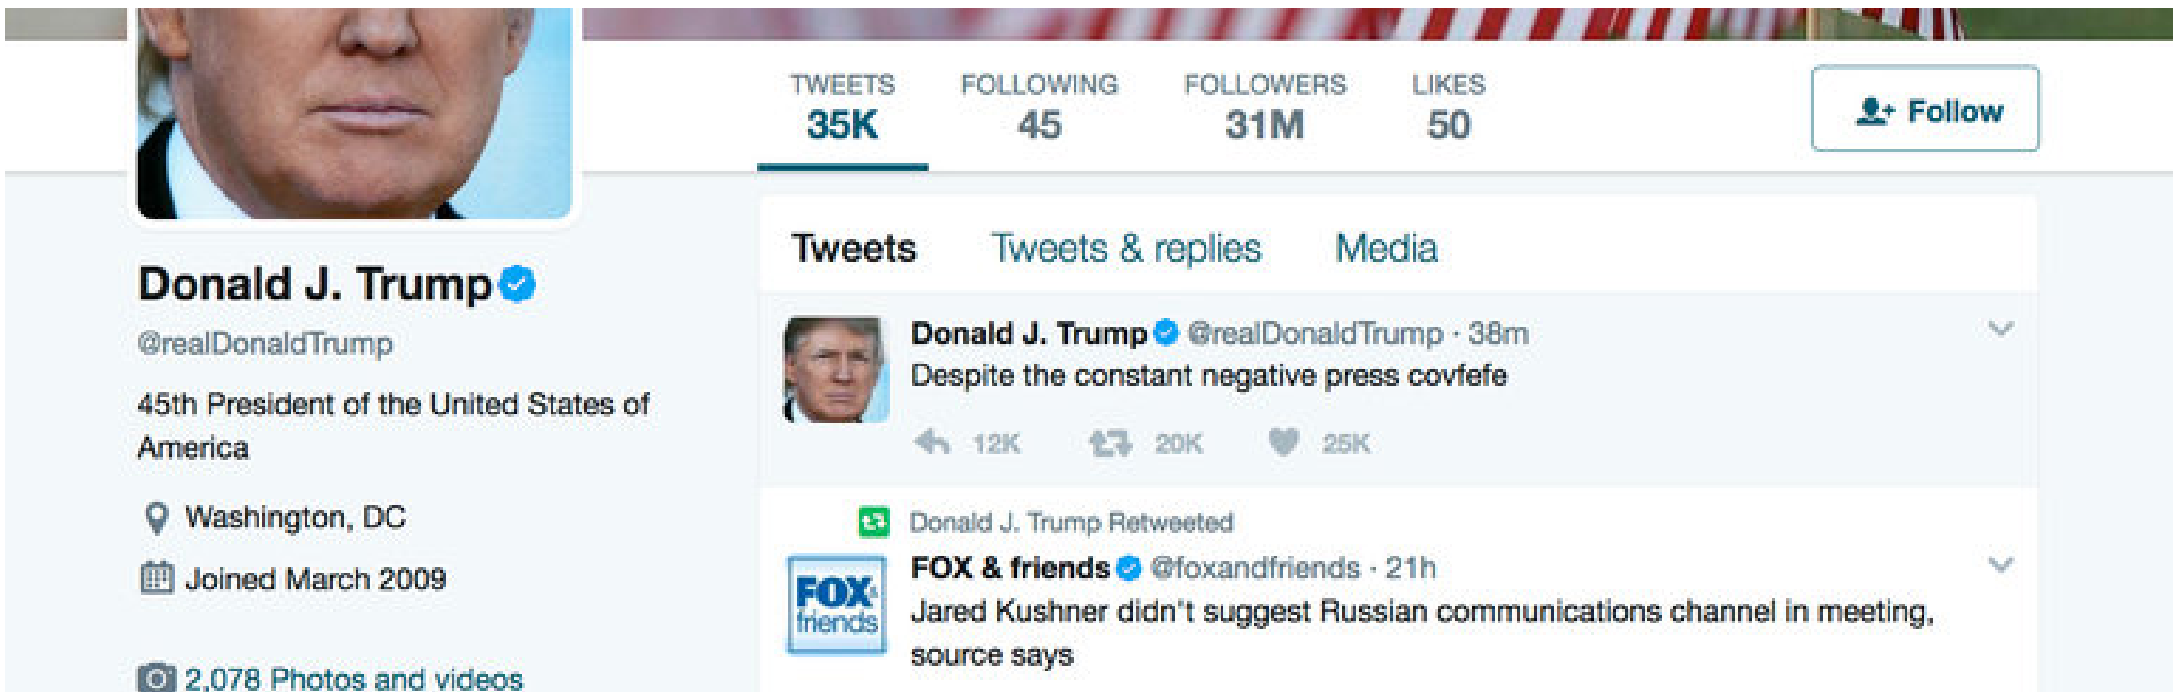 TWEETS FOLLOWING FOLLOWERS LIKES
35K 45 31M 50
Follow
Donald J. Trump
@realDonaldTrump
45th President of the United States of
America
Washington, DC
Joined March 2009
2,078 Photos and videos
Tweets Tweets & replies Media
Donald J. Trump @realDonaldTrump · 38m
Despite the constant negative press covfefe
12K 20K 25K
Donald J. Trump Retweeted
FOX & friends @foxandfriends · 21h
FOX&
friends
Jared Kushner didn't suggest Russian communications channel in meeting,
source says